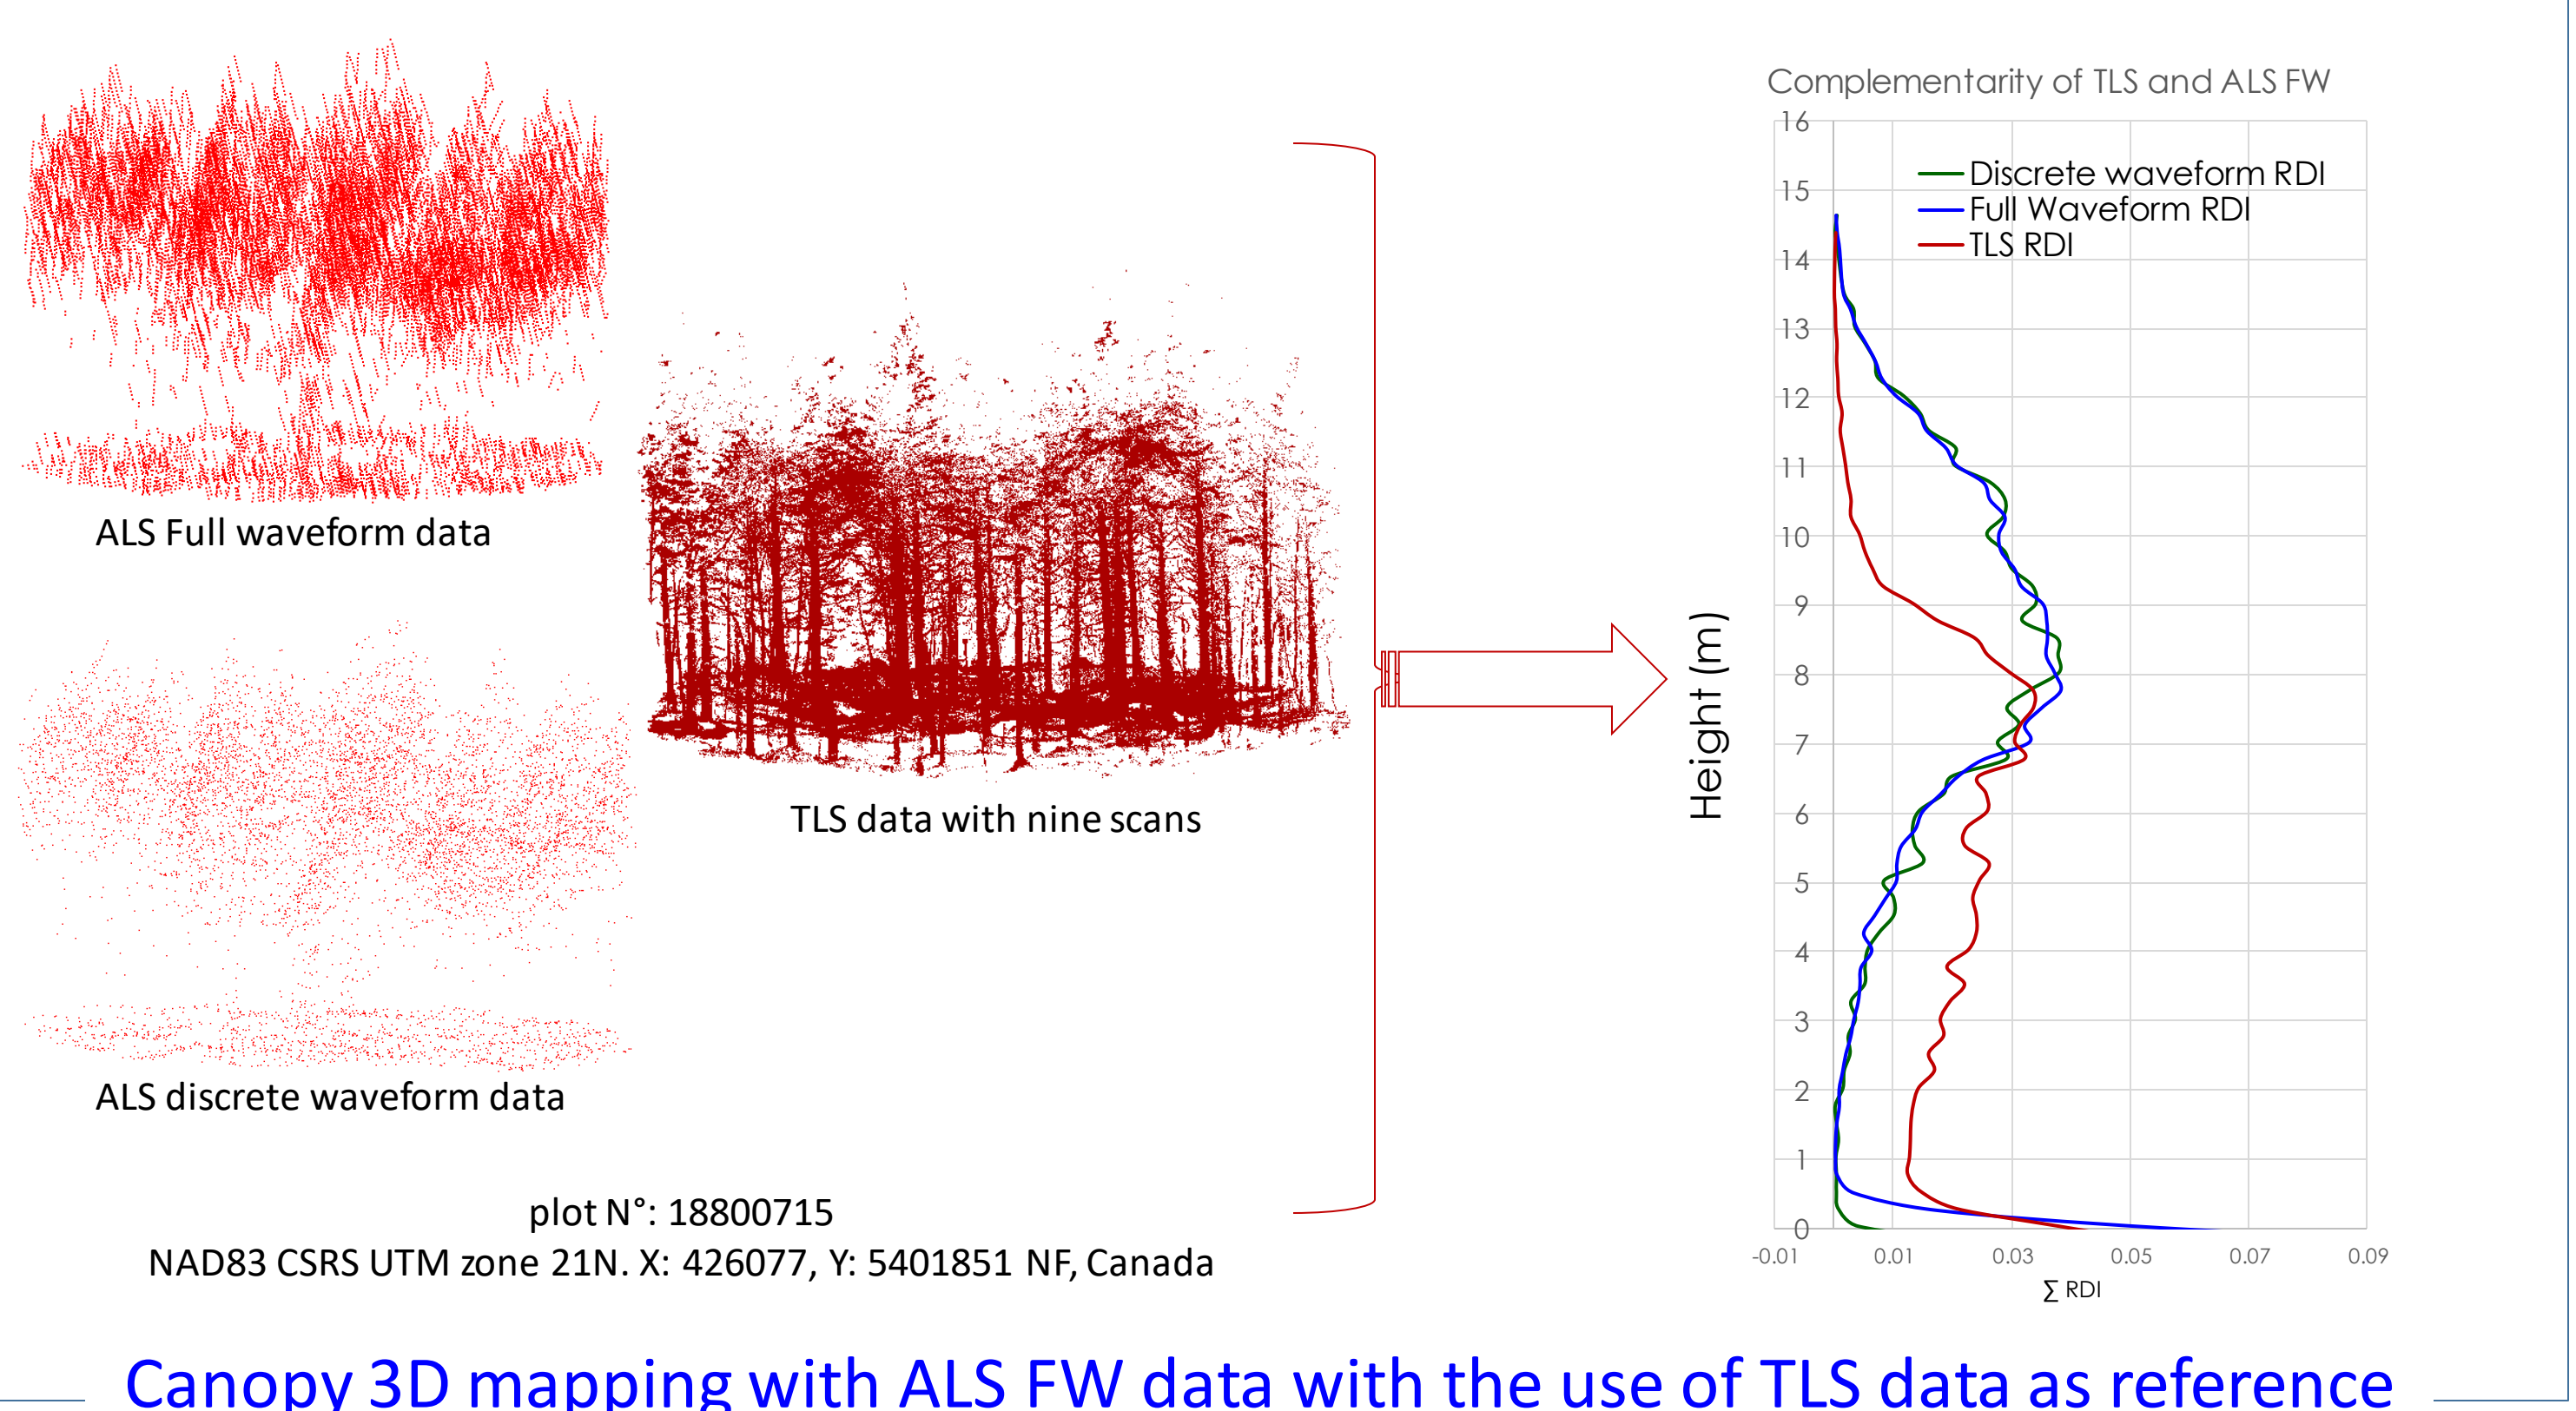 ALS Full waveform data
ALS discrete waveform data
TLS data with nine scans
plot N°: 18800715
NAD83 CSRS UTM zone 21N. X: 426077, Y: 5401851 NF, Canada
Complementarity of TLS and ALS FW
Discrete waveform RDI
Full Waveform RDI
TLS RDI
Height (m)
16
15
14
13
12
11
10
9
8
7
6
5
4
3
2
1
0
-0.01 0.01 0.03 0.05 0.07 0.09
∑ RDI
Canopy 3D mapping with ALS FW data with the use of TLS data as reference